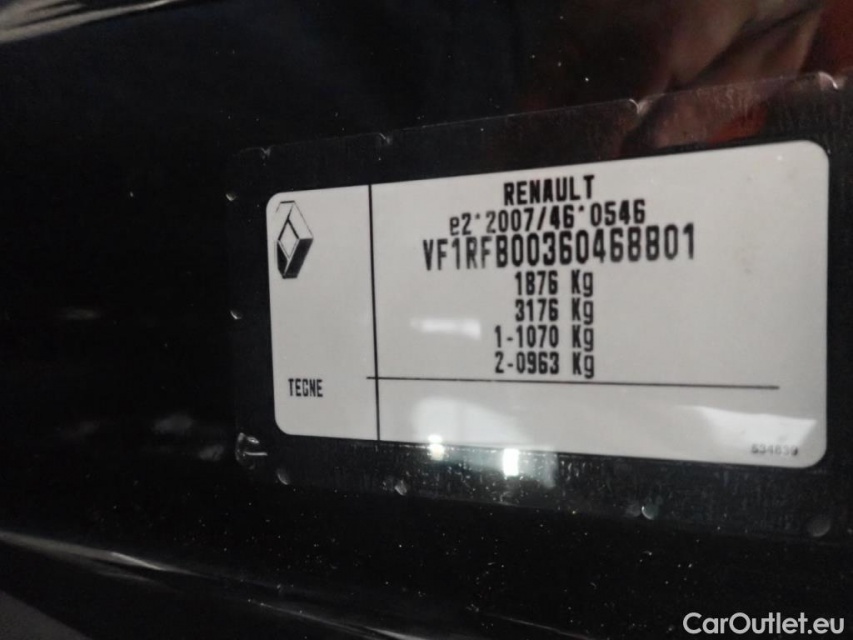 RENAULT
e2*2007/46*0546
VF1RFB00360468801
1876 Kg
3176 Kg
1-1070 Kg
2-0963 Kg
TECNE
534639
CarOutlet.eu